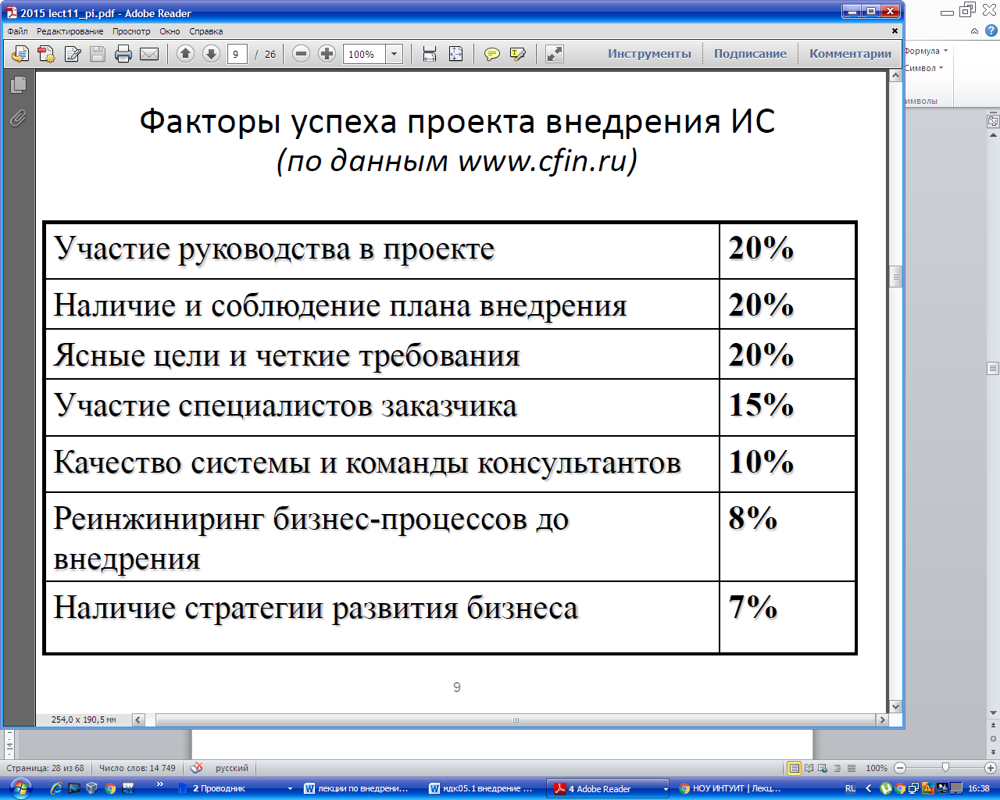 2015 lect11_pi.pdf - Adobe Reader
Файл Редактирование Просмотр Окно Справка
9 / 26 100% Инструменты Подписание Комментарии
Формула
Символ
имволы
Факторы успеха проекта внедрения ИС
(по данным www.cfin.ru)
Участие руководства в проекте 20%
Наличие и соблюдение плана внедрения 20%
Ясные цели и четкие требования 20%
Участие специалистов заказчика 15%
Качество системы и команды консультантов 10%
Реинжиниринг бизнес-процессов до 8%
внедрения
Наличие стратегии развития бизнеса 7%
9
254,0 x 190,5 мм
14
Страница: 28 из 68 Число слов: 14 749 русский 100%
2 Проводник лекции по внедрени... мдк05.1 внедрение ... 4 Adobe Reader НОУ ИНТУИТ | Лекц... RU 16:38